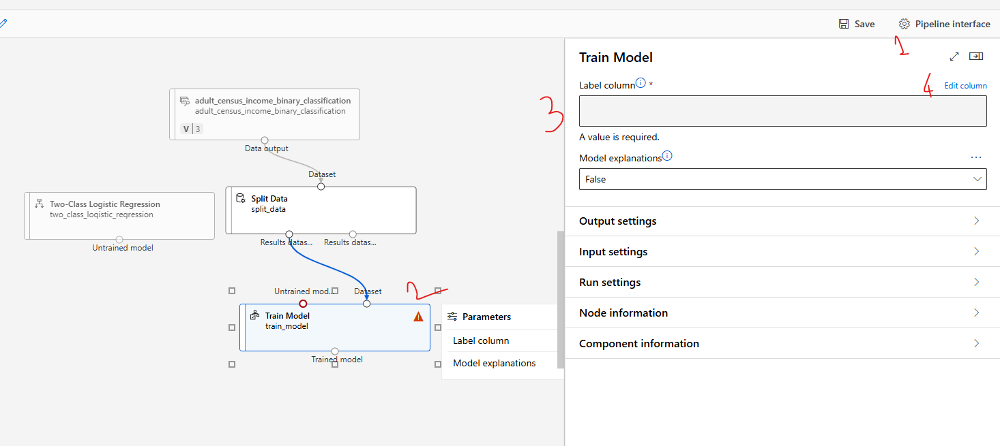 Save
Pipeline interface
1
Train Model
Label column *
4
Edit column
3
A value is required.
Model explanations
...
False
Output settings
Input settings
Run settings
Node information
Component information
adult_census_income_binary_classification
adult_census_income_binary_classification
V | 3
Data output
Dataset
Split Data
split_data
Results datas...
Results datas...
Two-Class Logistic Regression
two_class_logistic_regression
Untrained model
Untrained mod...
Dataset
2
Train Model
train_model
Trained model
Parameters
Label column
Model explanations